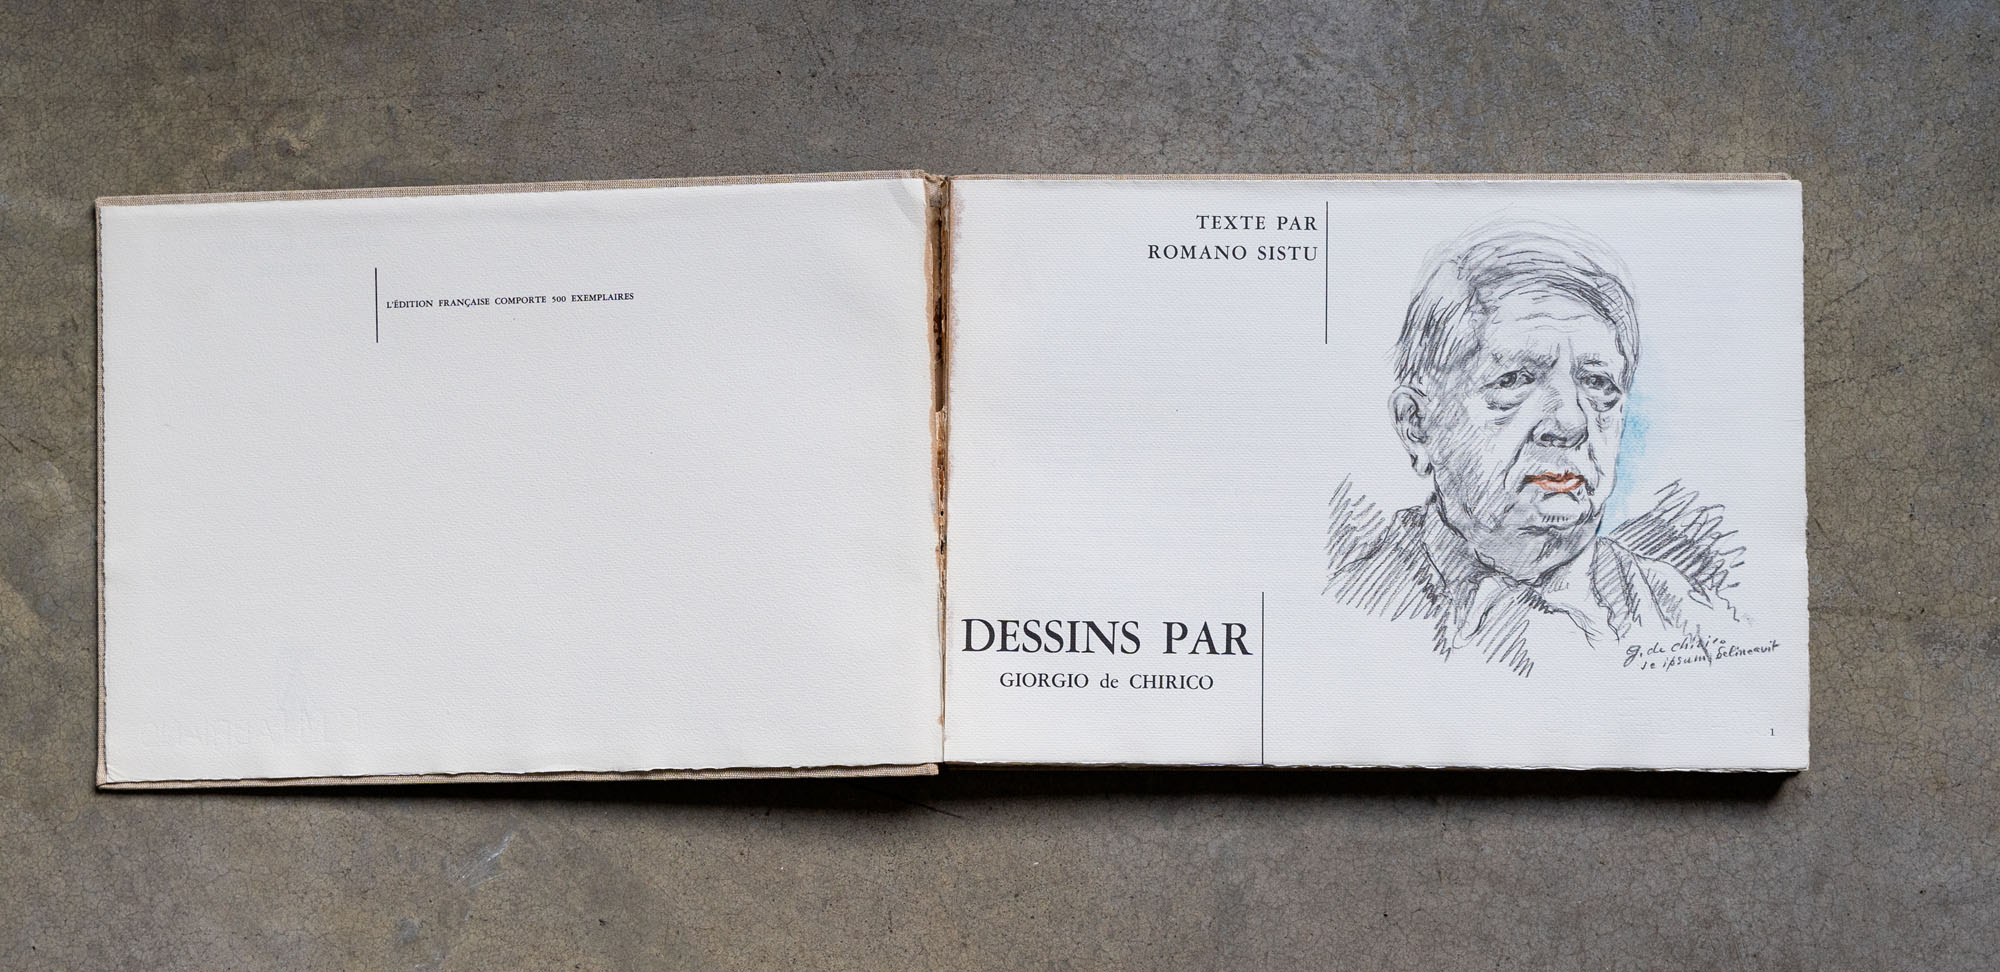 L'ÉDITION FRANÇAISE COMPORTE 500 EXEMPLAIRES
TEXTE PAR
ROMANO SISTU
DESSINS PAR
GIORGIO de CHIRICO
g. de chirico
se ipsum delineavit
1